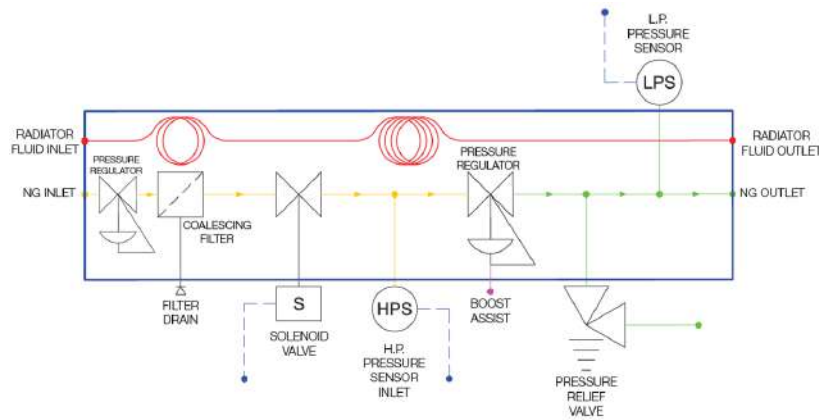 L.P.
PRESSURE
SENSOR
LPS
RADIATOR
FLUID INLET
RADIATOR
FLUID OUTLET
PRESSURE
REGULATOR
PRESSURE
REGULATOR
NG INLET
NG OUTLET
COALESCING
FILTER
FILTER
DRAIN
S
SOLENOID
VALVE
HPS
H.P.
PRESSURE
SENSOR
INLET
BOOST
ASSIST
PRESSURE
RELIEF
VALVE